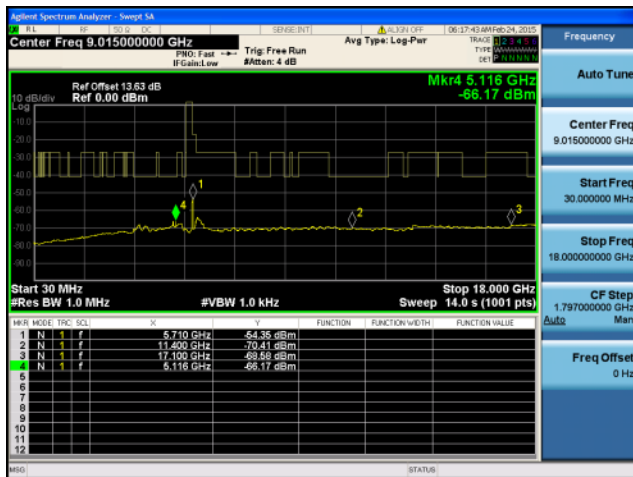 Agilent Spectrum Analyzer - Swept SA
RL RF 50 Ω DC SENSE:INT ALIGN OFF 06:17:43 AM Feb 24, 2015
Center Freq 9.015000000 GHz
PNO: Fast
IFGain:Low
Trig: Free Run
#Atten: 4 dB
Avg Type: Log-Pwr
TRACE 1 2 3 4 5 6
TYPE
DET P N N N N N
Ref Offset 13.63 dB
10 dB/div Ref 0.00 dBm
Log
Mkr4 5.116 GHz
-66.17 dBm
-10.0
-20.0
-30.0
-40.0
-50.0
-60.0
-70.0
-80.0
-90.0
1
4
2
3
Start 30 MHz
Stop 18.000 GHz
#Res BW 1.0 MHz #VBW 1.0 kHz Sweep 14.0 s (1001 pts)
MKR MODE TRC SCL X Y FUNCTION FUNCTION WIDTH FUNCTION VALUE
1 N 1 f 5.710 GHz -54.35 dBm
2 N 1 f 11.400 GHz -70.41 dBm
3 N 1 f 17.100 GHz -68.58 dBm
4 N 1 f 5.116 GHz -66.17 dBm
5
6
7
8
9
10
11
12
MSG STATUS
Frequency
Auto Tune
Center Freq
9.015000000 GHz
Start Freq
30.000000 MHz
Stop Freq
18.000000000 GHz
CF Step
1.797000000 GHz
Auto Man
Freq Offset
0 Hz